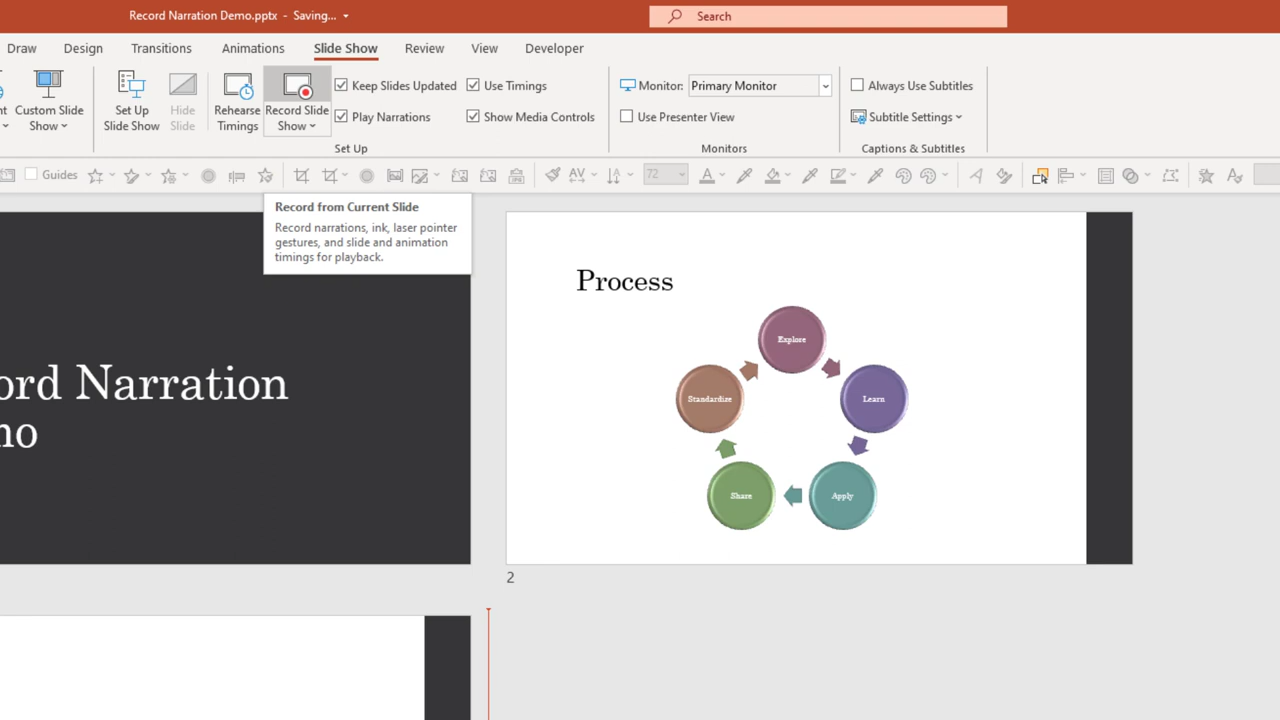 Record Narration Demo.pptx - Saving...
Search
Draw Design Transitions Animations Slide Show Review View Developer
Custom Slide Show
Set Up Slide Show
Hide Slide
Rehearse Timings
Record Slide Show
Keep Slides Updated
Play Narrations
Use Timings
Show Media Controls
Set Up
Monitor: Primary Monitor
Use Presenter View
Monitors
Always Use Subtitles
Subtitle Settings
Captions & Subtitles
Guides
72
Record from Current Slide
Record narrations, ink, laser pointer
gestures, and slide and animation
timings for playback.
ord Narration
mo
Process
Explore
Learn
Apply
Share
Standardize
2